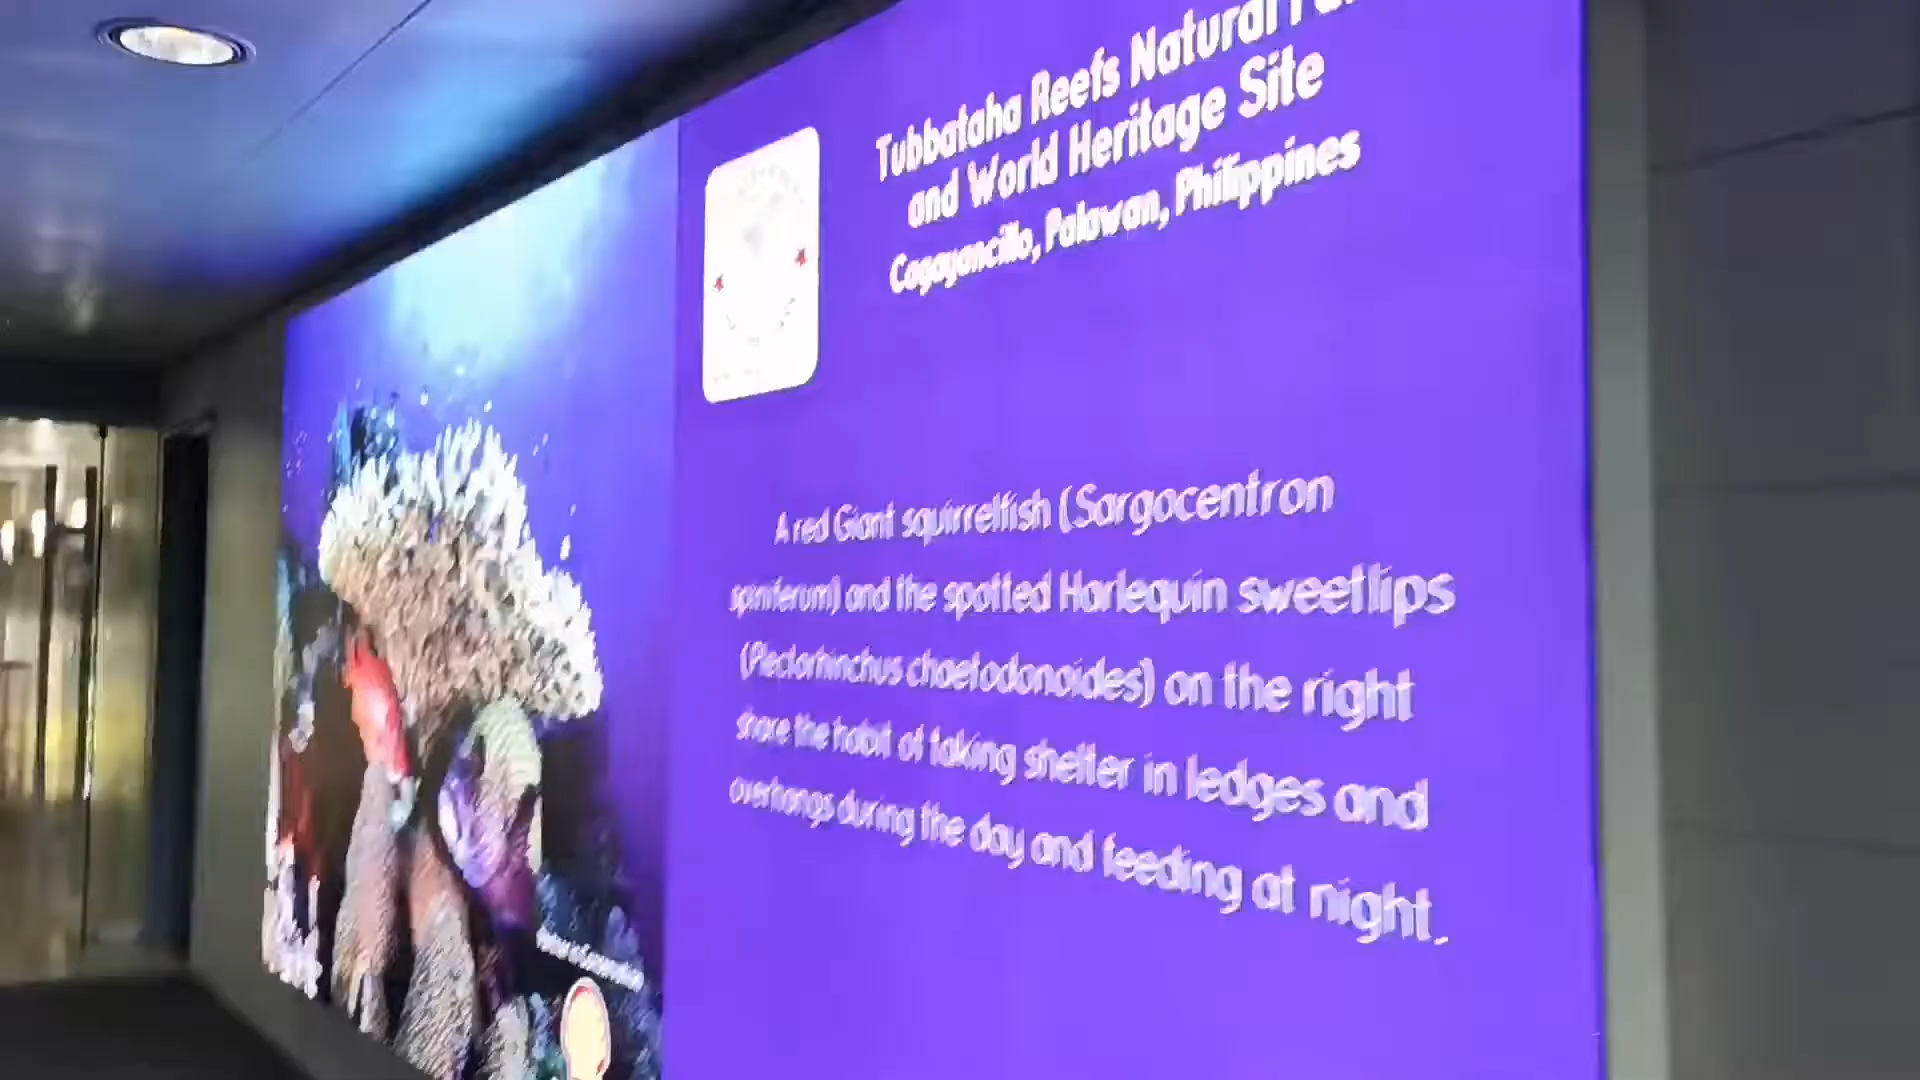 Tubbataha Reefs Natural
and World Heritage Site
Cagayancillo, Palawan, Philippines
A red Giant squirrelfish (Sargocentron
spiniferum) and the spotted Harlequin sweetlips
(Plectorhinchus chaetodonoides) on the right
share the habit of taking shelter in ledges and
overhangs during the day and feeding at night.